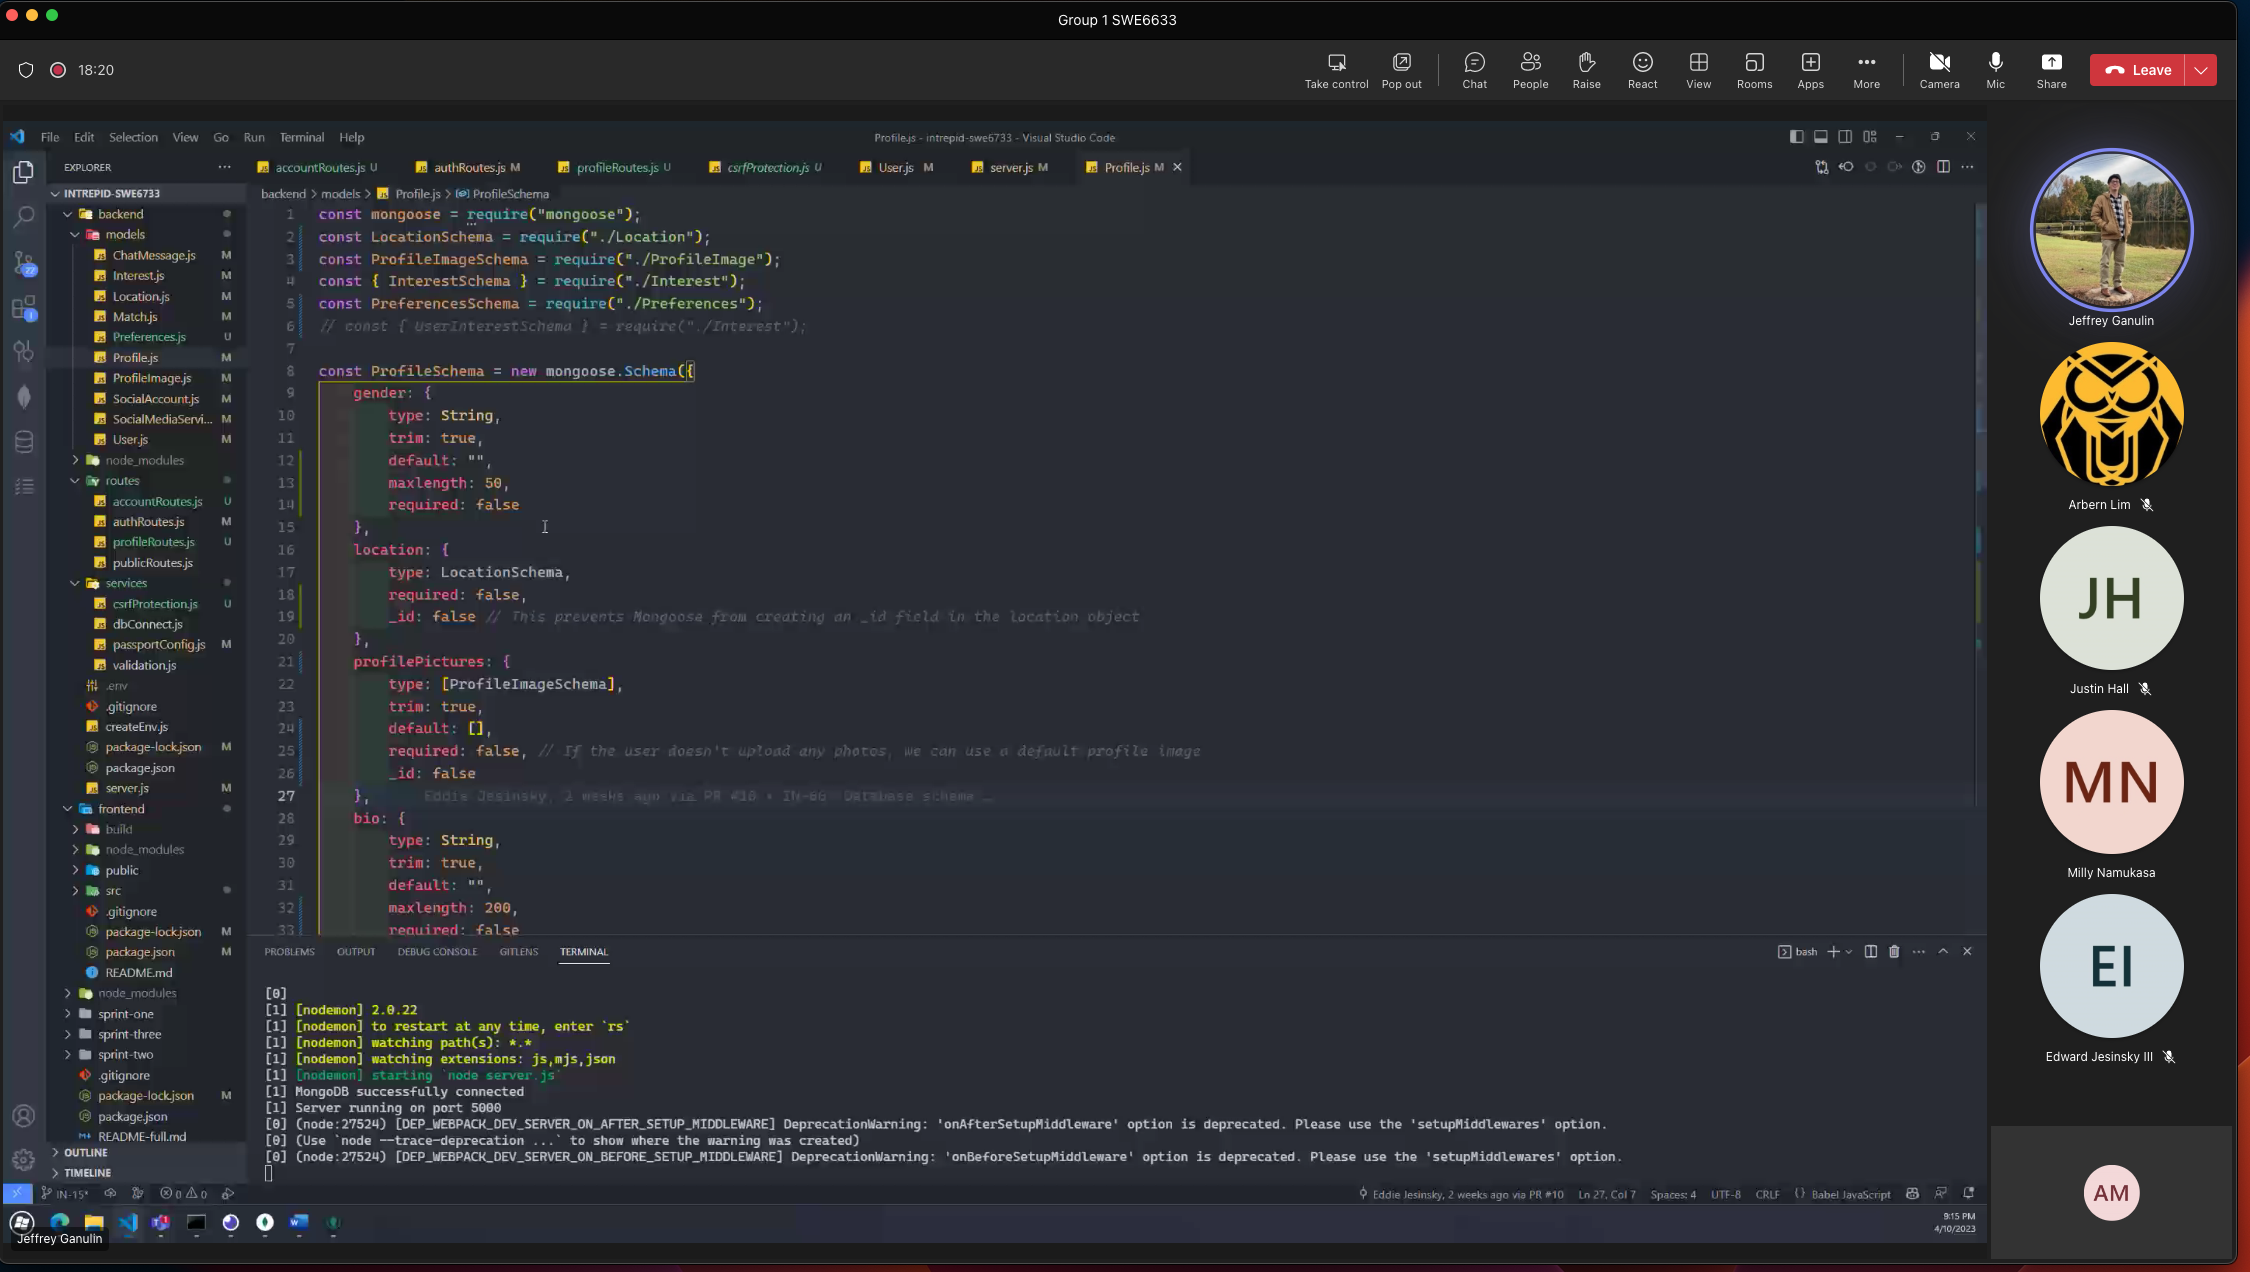 Group 1 SWE6633
18:20
Take control Pop out Chat People Raise React View Rooms Apps More Camera Mic Share Leave
File Edit Selection View Go Run Terminal Help
Profile.js - intrepid-swe6733 - Visual Studio Code
EXPLORER
accountRoutes.js U authRoutes.js M profileRoutes.js U csrfProtection.js U User.js M server.js M Profile.js M
INTREPID-SWE6733
backend
models
ChatMessage.js M
Interest.js M
Location.js M
Match.js M
Preferences.js U
Profile.js M
ProfileImage.js M
SocialAccount.js M
SocialMediaServi... M
User.js M
node_modules
routes
accountRoutes.js U
authRoutes.js M
profileRoutes.js U
publicRoutes.js
services
csrfProtection.js U
dbConnect.js
passportConfig.js M
validation.js
.env
.gitignore
createEnv.js
package-lock.json M
package.json
server.js M
frontend
build
node_modules
public
src
.gitignore
package-lock.json M
package.json M
README.md
node_modules
sprint-one
sprint-three
sprint-two
.gitignore
package-lock.json M
package.json
README-full.md
OUTLINE
TIMELINE
22
1
backend > models > Profile.js > ProfileSchema
1 const mongoose = require("mongoose");
2 const LocationSchema = require("./Location");
3 const ProfileImageSchema = require("./ProfileImage");
4 const { InterestSchema } = require("./Interest");
5 const PreferencesSchema = require("./Preferences");
6 // const { UserInterestSchema } = require("./Interest");
7
8 const ProfileSchema = new mongoose.Schema({
9 gender: {
10 type: String,
11 trim: true,
12 default: "",
13 maxlength: 50,
14 required: false
15 },
16 location: {
17 type: LocationSchema,
18 required: false,
19 _id: false // This prevents Mongoose from creating an _id field in the location object
20 },
21 profilePictures: {
22 type: [ProfileImageSchema],
23 trim: true,
24 default: [],
25 required: false, // If the user doesn't upload any photos, we can use a default profile image
26 _id: false
27 }, Eddie Jesinsky, 2 weeks ago via PR #10 • IN-66 Database schema …
28 bio: {
29 type: String,
30 trim: true,
31 default: "",
32 maxlength: 200,
33 required: false
PROBLEMS OUTPUT DEBUG CONSOLE GITLENS TERMINAL
bash
[0]
[1] [nodemon] 2.0.22
[1] [nodemon] to restart at any time, enter `rs`
[1] [nodemon] watching path(s): *.*
[1] [nodemon] watching extensions: js,mjs,json
[1] [nodemon] starting `node server.js`
[1] MongoDB successfully connected
[1] Server running on port 5000
[0] (node:27524) [DEP_WEBPACK_DEV_SERVER_ON_AFTER_SETUP_MIDDLEWARE] DeprecationWarning: 'onAfterSetupMiddleware' option is deprecated. Please use the 'setupMiddlewares' option.
[0] (Use `node --trace-deprecation ...` to show where the warning was created)
[0] (node:27524) [DEP_WEBPACK_DEV_SERVER_ON_BEFORE_SETUP_MIDDLEWARE] DeprecationWarning: 'onBeforeSetupMiddleware' option is deprecated. Please use the 'setupMiddlewares' option.
IN-15* 0 0
Eddie Jesinsky, 2 weeks ago via PR #10 Ln 27, Col 7 Spaces: 4 UTF-8 CRLF {} Babel JavaScript
9:15 PM
4/10/2023
Jeffrey Ganulin
Jeffrey Ganulin
Arbern Lim
JH
Justin Hall
MN
Milly Namukasa
EI
Edward Jesinsky III
AM